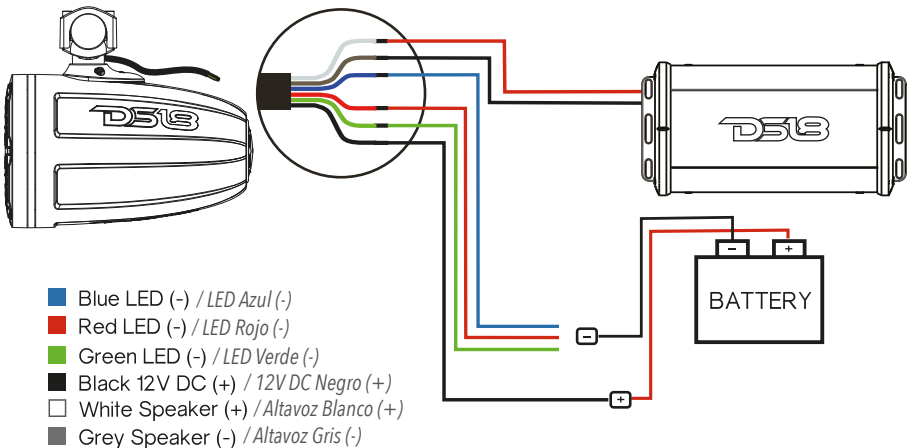 DS18
DS18
−
+
BATTERY
−
+
Blue LED (-) / LED Azul (-)
Red LED (-) / LED Rojo (-)
Green LED (-) / LED Verde (-)
Black 12V DC (+) / 12V DC Negro (+)
White Speaker (+) / Altavoz Blanco (+)
Grey Speaker (-) / Altavoz Gris (-)